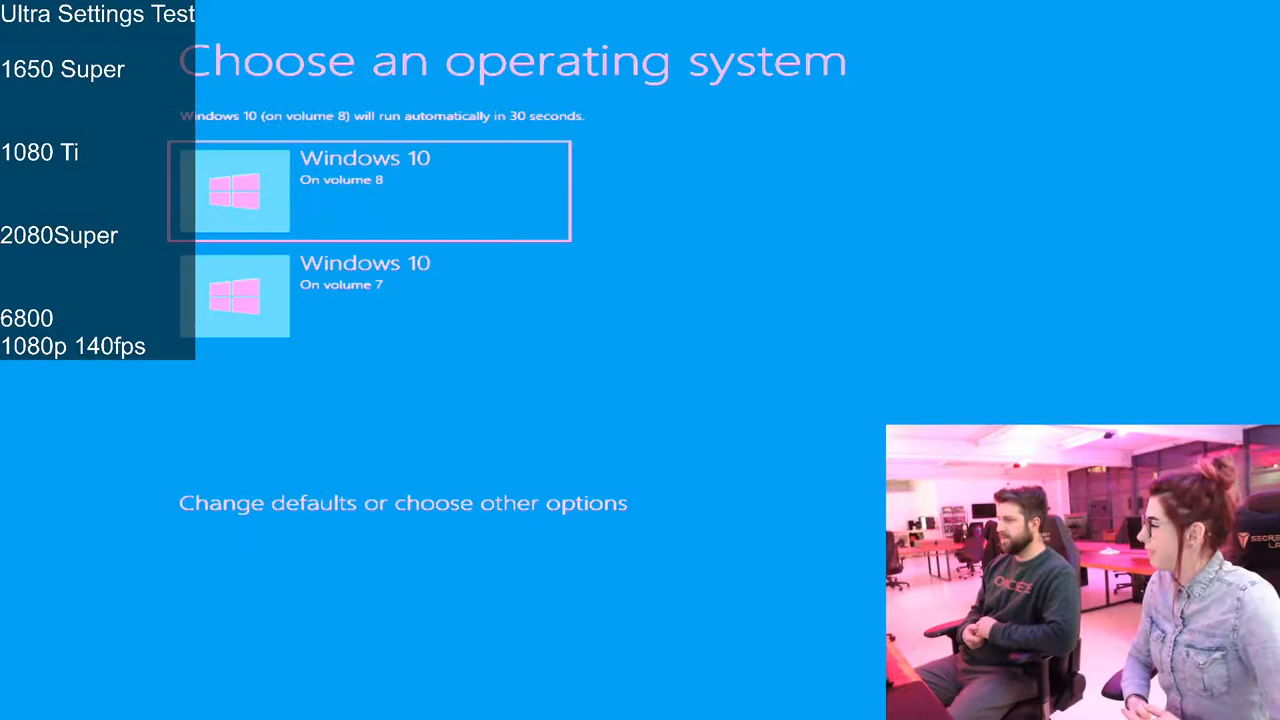 Ultra Settings Test
1650 Super
1080 Ti
2080Super
6800
1080p 140fps
Choose an operating system
Windows 10 (on volume 8) will run automatically in 30 seconds.
Windows 10
On volume 8
Windows 10
On volume 7
Change defaults or choose other options
SECRE